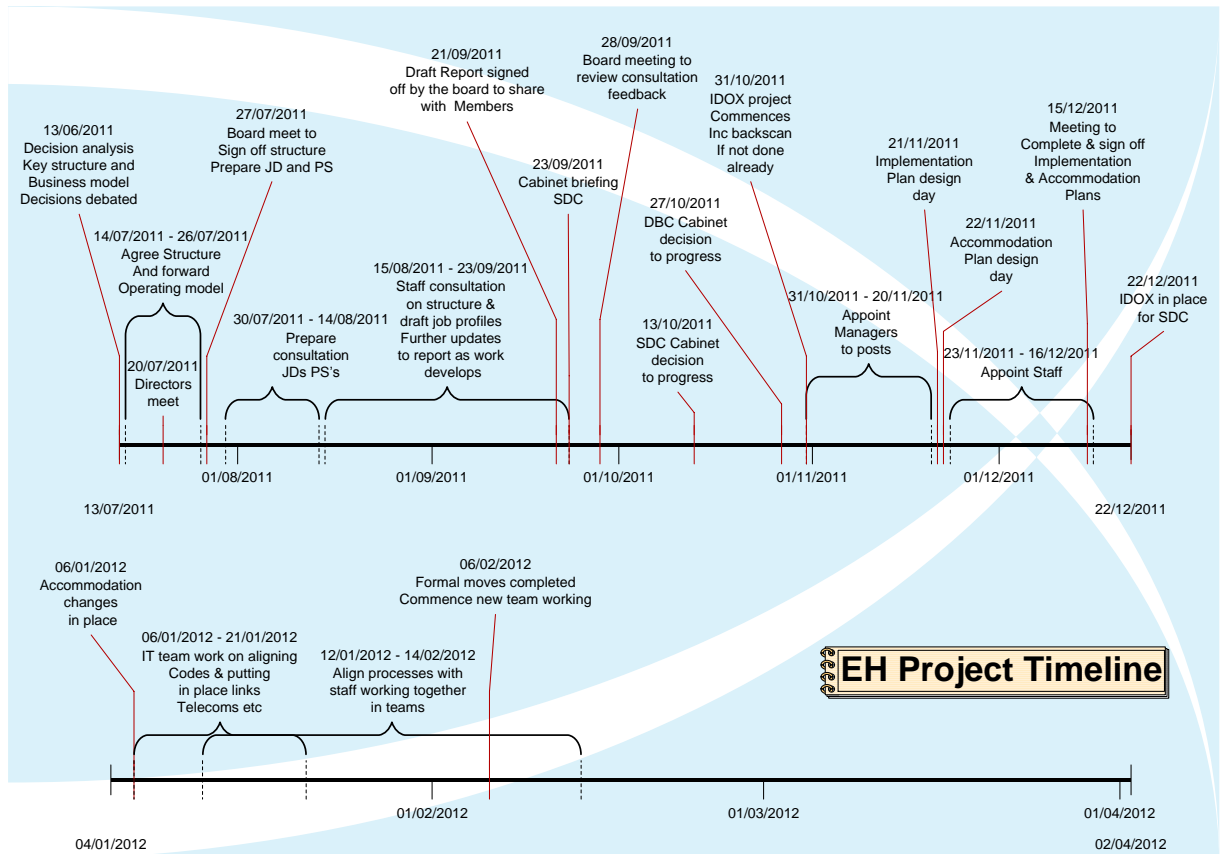 21/09/2011
Draft Report signed
off by the board to share
with Members
28/09/2011
Board meeting to
review consultation
feedback
31/10/2011
IDOX project
Commences
Inc backscan
If not done
already
15/12/2011
Meeting to
Complete & sign off
Implementation
& Accommodation
Plans
13/06/2011
Decision analysis
Key structure and
Business model
Decisions debated
27/07/2011
Board meet to
Sign off structure
Prepare JD and PS
23/09/2011
Cabinet briefing
SDC
21/11/2011
Implementation
Plan design
day
27/10/2011
DBC Cabinet
decision
to progress
22/11/2011
Accommodation
Plan design
day
14/07/2011 - 26/07/2011
Agree Structure
And forward
Operating model
15/08/2011 - 23/09/2011
Staff consultation
on structure &
draft job profiles
Further updates
to report as work
develops
31/10/2011 - 20/11/2011
Appoint
Managers
to posts
22/12/2011
IDOX in place
for SDC
30/07/2011 - 14/08/2011
Prepare
consultation
JDs PS's
13/10/2011
SDC Cabinet
decision
to progress
20/07/2011
Directors
meet
23/11/2011 - 16/12/2011
Appoint Staff
01/08/2011
01/09/2011
01/10/2011
01/11/2011
01/12/2011
13/07/2011
22/12/2011
06/01/2012
Accommodation
changes
in place
06/02/2012
Formal moves completed
Commence new team working
06/01/2012 - 21/01/2012
IT team work on aligning
Codes & putting
in place links
Telecoms etc
12/01/2012 - 14/02/2012
Align processes with
staff working together
in teams
EH Project Timeline
01/02/2012
01/03/2012
01/04/2012
04/01/2012
02/04/2012